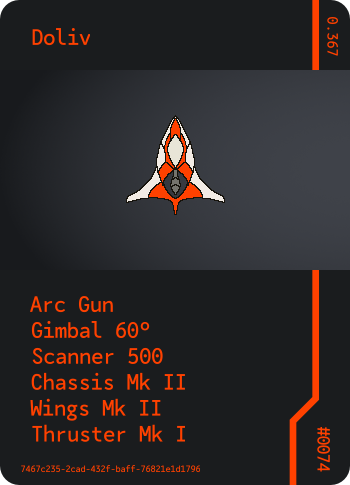 Doliv
0.367
Arc Gun
Gimbal 60º
Scanner 500
Chassis Mk II
Wings Mk II
Thruster Mk I
#0074
7467c235-2cad-432f-baff-76821e1d1796